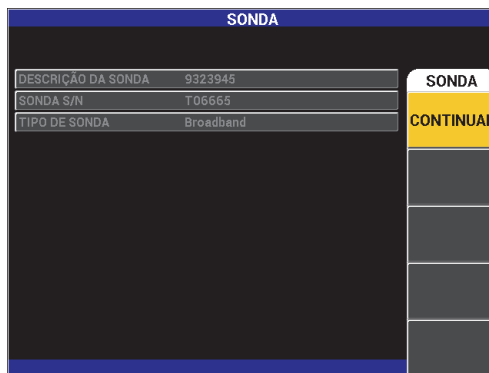 SONDA
DESCRIÇÃO DA SONDA 9323945
SONDA S/N T06665
TIPO DE SONDA Broadband
SONDA
CONTINUAR